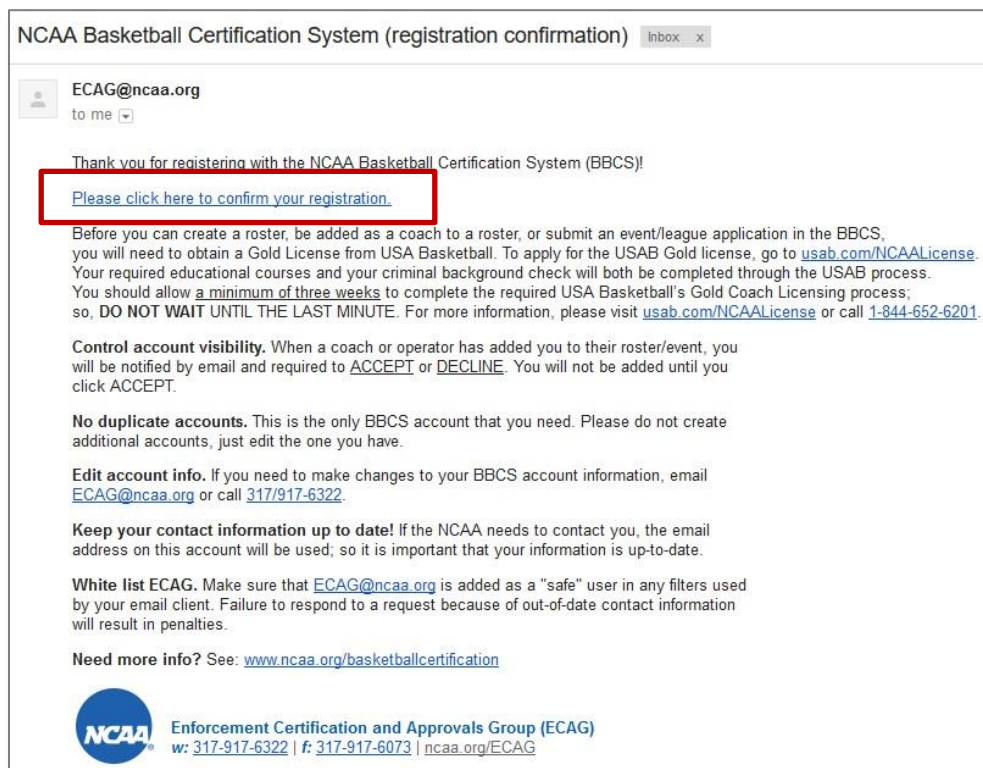 NCAA Basketball Certification System (registration confirmation) Inbox x
ECAG@ncaa.org
to me
Thank you for registering with the NCAA Basketball Certification System (BBCS)!
Please click here to confirm your registration.
Before you can create a roster, be added as a coach to a roster, or submit an event/league application in the BBCS,
you will need to obtain a Gold License from USA Basketball. To apply for the USAB Gold license, go to usab.com/NCAALicense.
Your required educational courses and your criminal background check will both be completed through the USAB process.
You should allow a minimum of three weeks to complete the required USA Basketball's Gold Coach Licensing process;
so, DO NOT WAIT UNTIL THE LAST MINUTE. For more information, please visit usab.com/NCAALicense or call 1-844-652-6201.
Control account visibility. When a coach or operator has added you to their roster/event, you
will be notified by email and required to ACCEPT or DECLINE. You will not be added until you
click ACCEPT.
No duplicate accounts. This is the only BBCS account that you need. Please do not create
additional accounts, just edit the one you have.
Edit account info. If you need to make changes to your BBCS account information, email
ECAG@ncaa.org or call 317/917-6322.
Keep your contact information up to date! If the NCAA needs to contact you, the email
address on this account will be used; so it is important that your information is up-to-date.
White list ECAG. Make sure that ECAG@ncaa.org is added as a "safe" user in any filters used
by your email client. Failure to respond to a request because of out-of-date contact information
will result in penalties.
Need more info? See: www.ncaa.org/basketballcertification
NCAA®
Enforcement Certification and Approvals Group (ECAG)
w: 317-917-6322 | f: 317-917-6073 | ncaa.org/ECAG